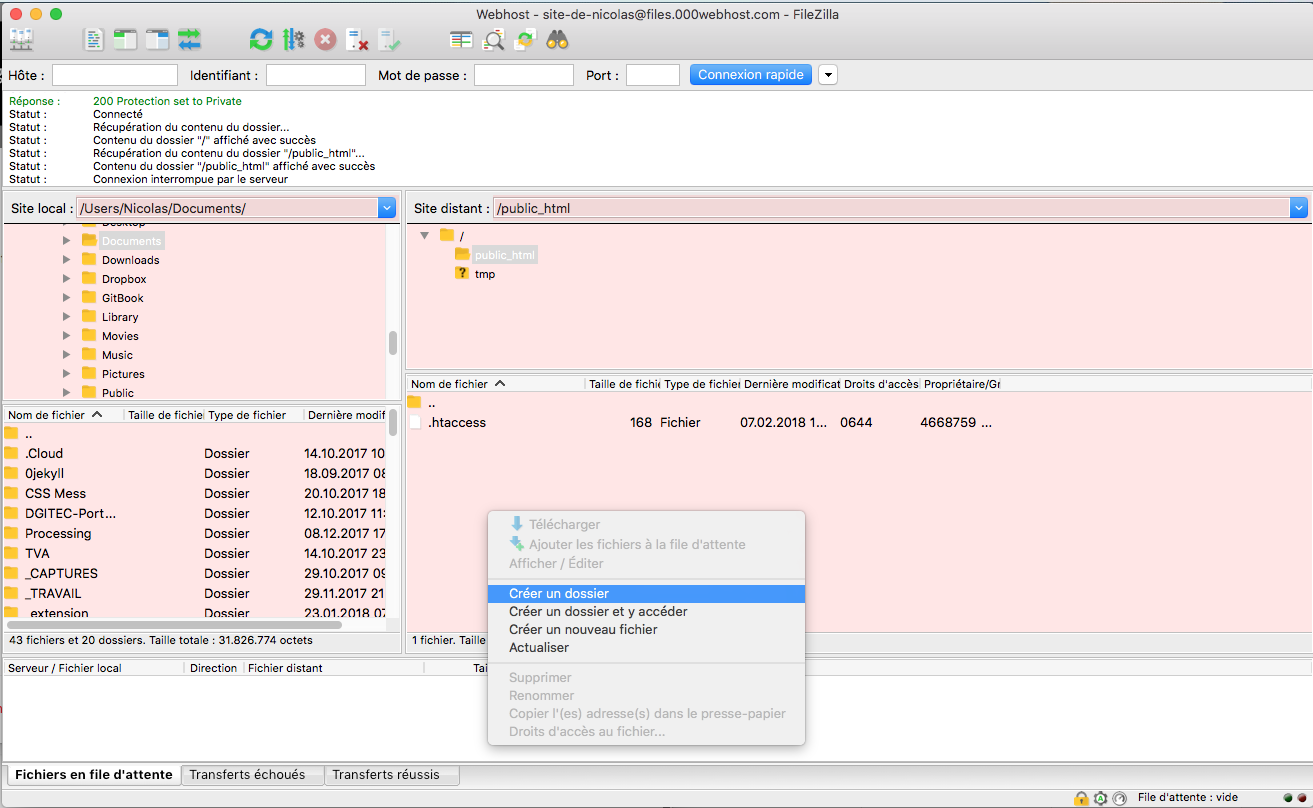 Webhost - site-de-nicolas@files.000webhost.com - FileZilla
Hôte : Identifiant : Mot de passe : Port : Connexion rapide
Réponse : 200 Protection set to Private
Statut : Connecté
Statut : Récupération du contenu du dossier...
Statut : Contenu du dossier "/" affiché avec succès
Statut : Récupération du contenu du dossier "/public_html"...
Statut : Contenu du dossier "/public_html" affiché avec succès
Statut : Connexion interrompue par le serveur
Site local : /Users/Nicolas/Documents/
Desktop
Documents
Downloads
Dropbox
GitBook
Library
Movies
Music
Pictures
Public
Nom de fichier Taille de fichie Type de fichier Dernière modif
..
.Cloud Dossier 14.10.2017 10
0jekyll Dossier 18.09.2017 08
CSS Mess Dossier 20.10.2017 18
DGITEC-Port... Dossier 12.10.2017 11:
Processing Dossier 08.12.2017 17
TVA Dossier 14.10.2017 23
_CAPTURES Dossier 29.10.2017 09
_TRAVAIL Dossier 29.11.2017 21
_extension Dossier 23.01.2018 07
43 fichiers et 20 dossiers. Taille totale : 31.826.774 octets
Site distant : /public_html
/
public_html
? tmp
Nom de fichier Taille de fichie Type de fichier Dernière modificat Droits d'accès Propriétaire/Gr
..
.htaccess 168 Fichier 07.02.2018 1... 0644 4668759 ...
1 fichier. Taille
Télécharger
Ajouter les fichiers à la file d'attente
Afficher / Éditer
Créer un dossier
Créer un dossier et y accéder
Créer un nouveau fichier
Actualiser
Supprimer
Renommer
Copier l'(es) adresse(s) dans le presse-papier
Droits d'accès au fichier...
Serveur / Fichier local Direction Fichier distant Tai
Fichiers en file d'attente Transferts échoués Transferts réussis
File d'attente : vide